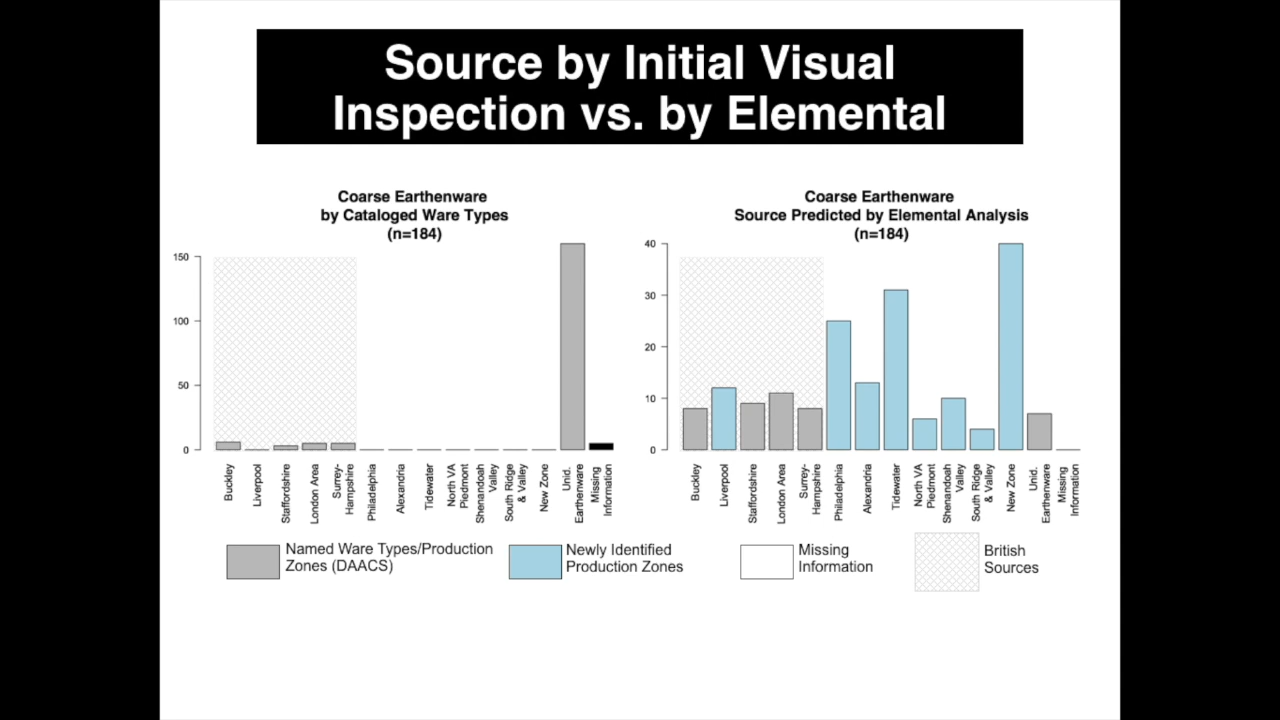 Source by Initial Visual
Inspection vs. by Elemental
Coarse Earthenware
by Cataloged Ware Types
(n=184)
150
100
50
0
Buckley
Liverpool
Staffordshire
London Area
Surrey-
Hampshire
Philadelphia
Alexandria
Tidewater
North VA
Piedmont
Shenandoah
Valley
South Ridge
& Valley
New Zone
Unid.
Earthenware
Missing
Information
Coarse Earthenware
Source Predicted by Elemental Analysis
(n=184)
40
30
20
10
0
Buckley
Liverpool
Staffordshire
London Area
Surrey-
Hampshire
Philadelphia
Alexandria
Tidewater
North VA
Piedmont
Shenandoah
Valley
South Ridge
& Valley
New Zone
Unid.
Earthenware
Missing
Information
Named Ware Types/Production
Zones (DAACS)
Newly Identified
Production Zones
Missing
Information
British
Sources